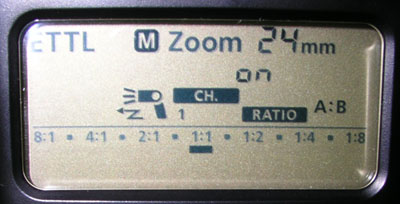 ETTL M Zoom 24mm
on
CH.
1 RATIO A:B
8:1 • 4:1 • 2:1 • 1:1 • 1:2 • 1:4 • 1:8